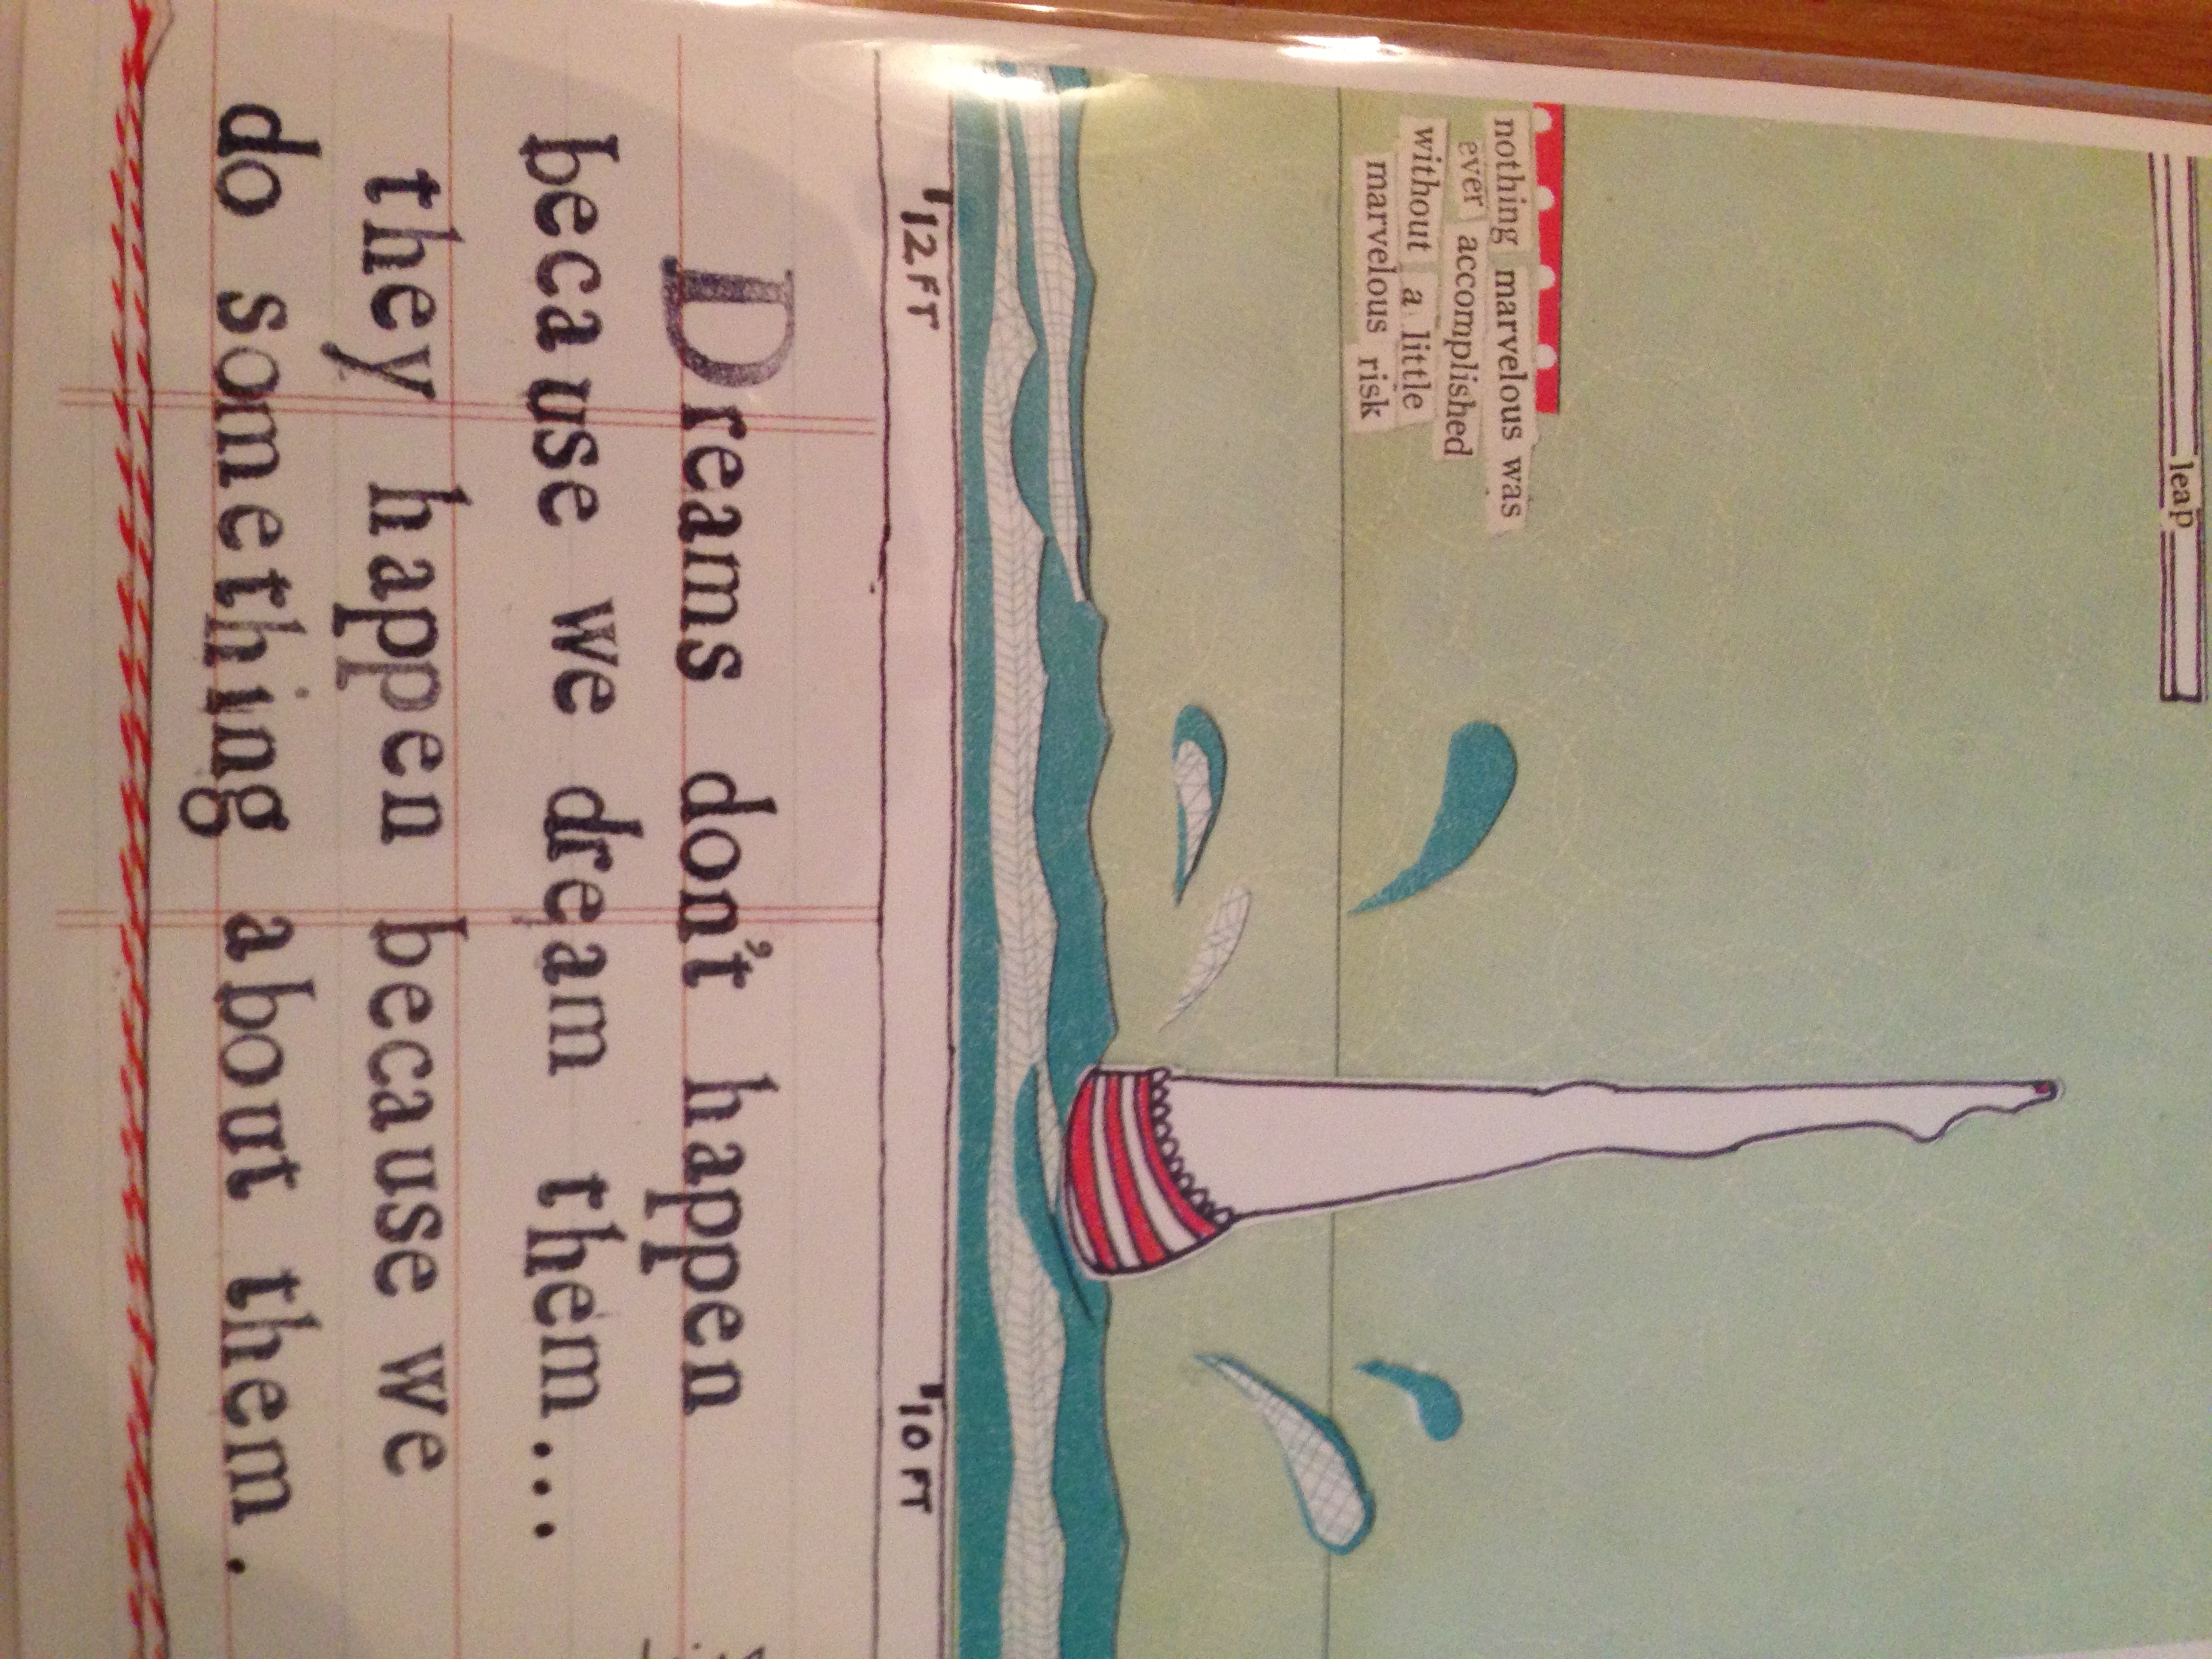 leap
nothing marvelous was
ever accomplished
without a little
marvelous risk
12 FT
10 FT
Dreams don't happen
because we dream them...
they happen because we
do something about them.